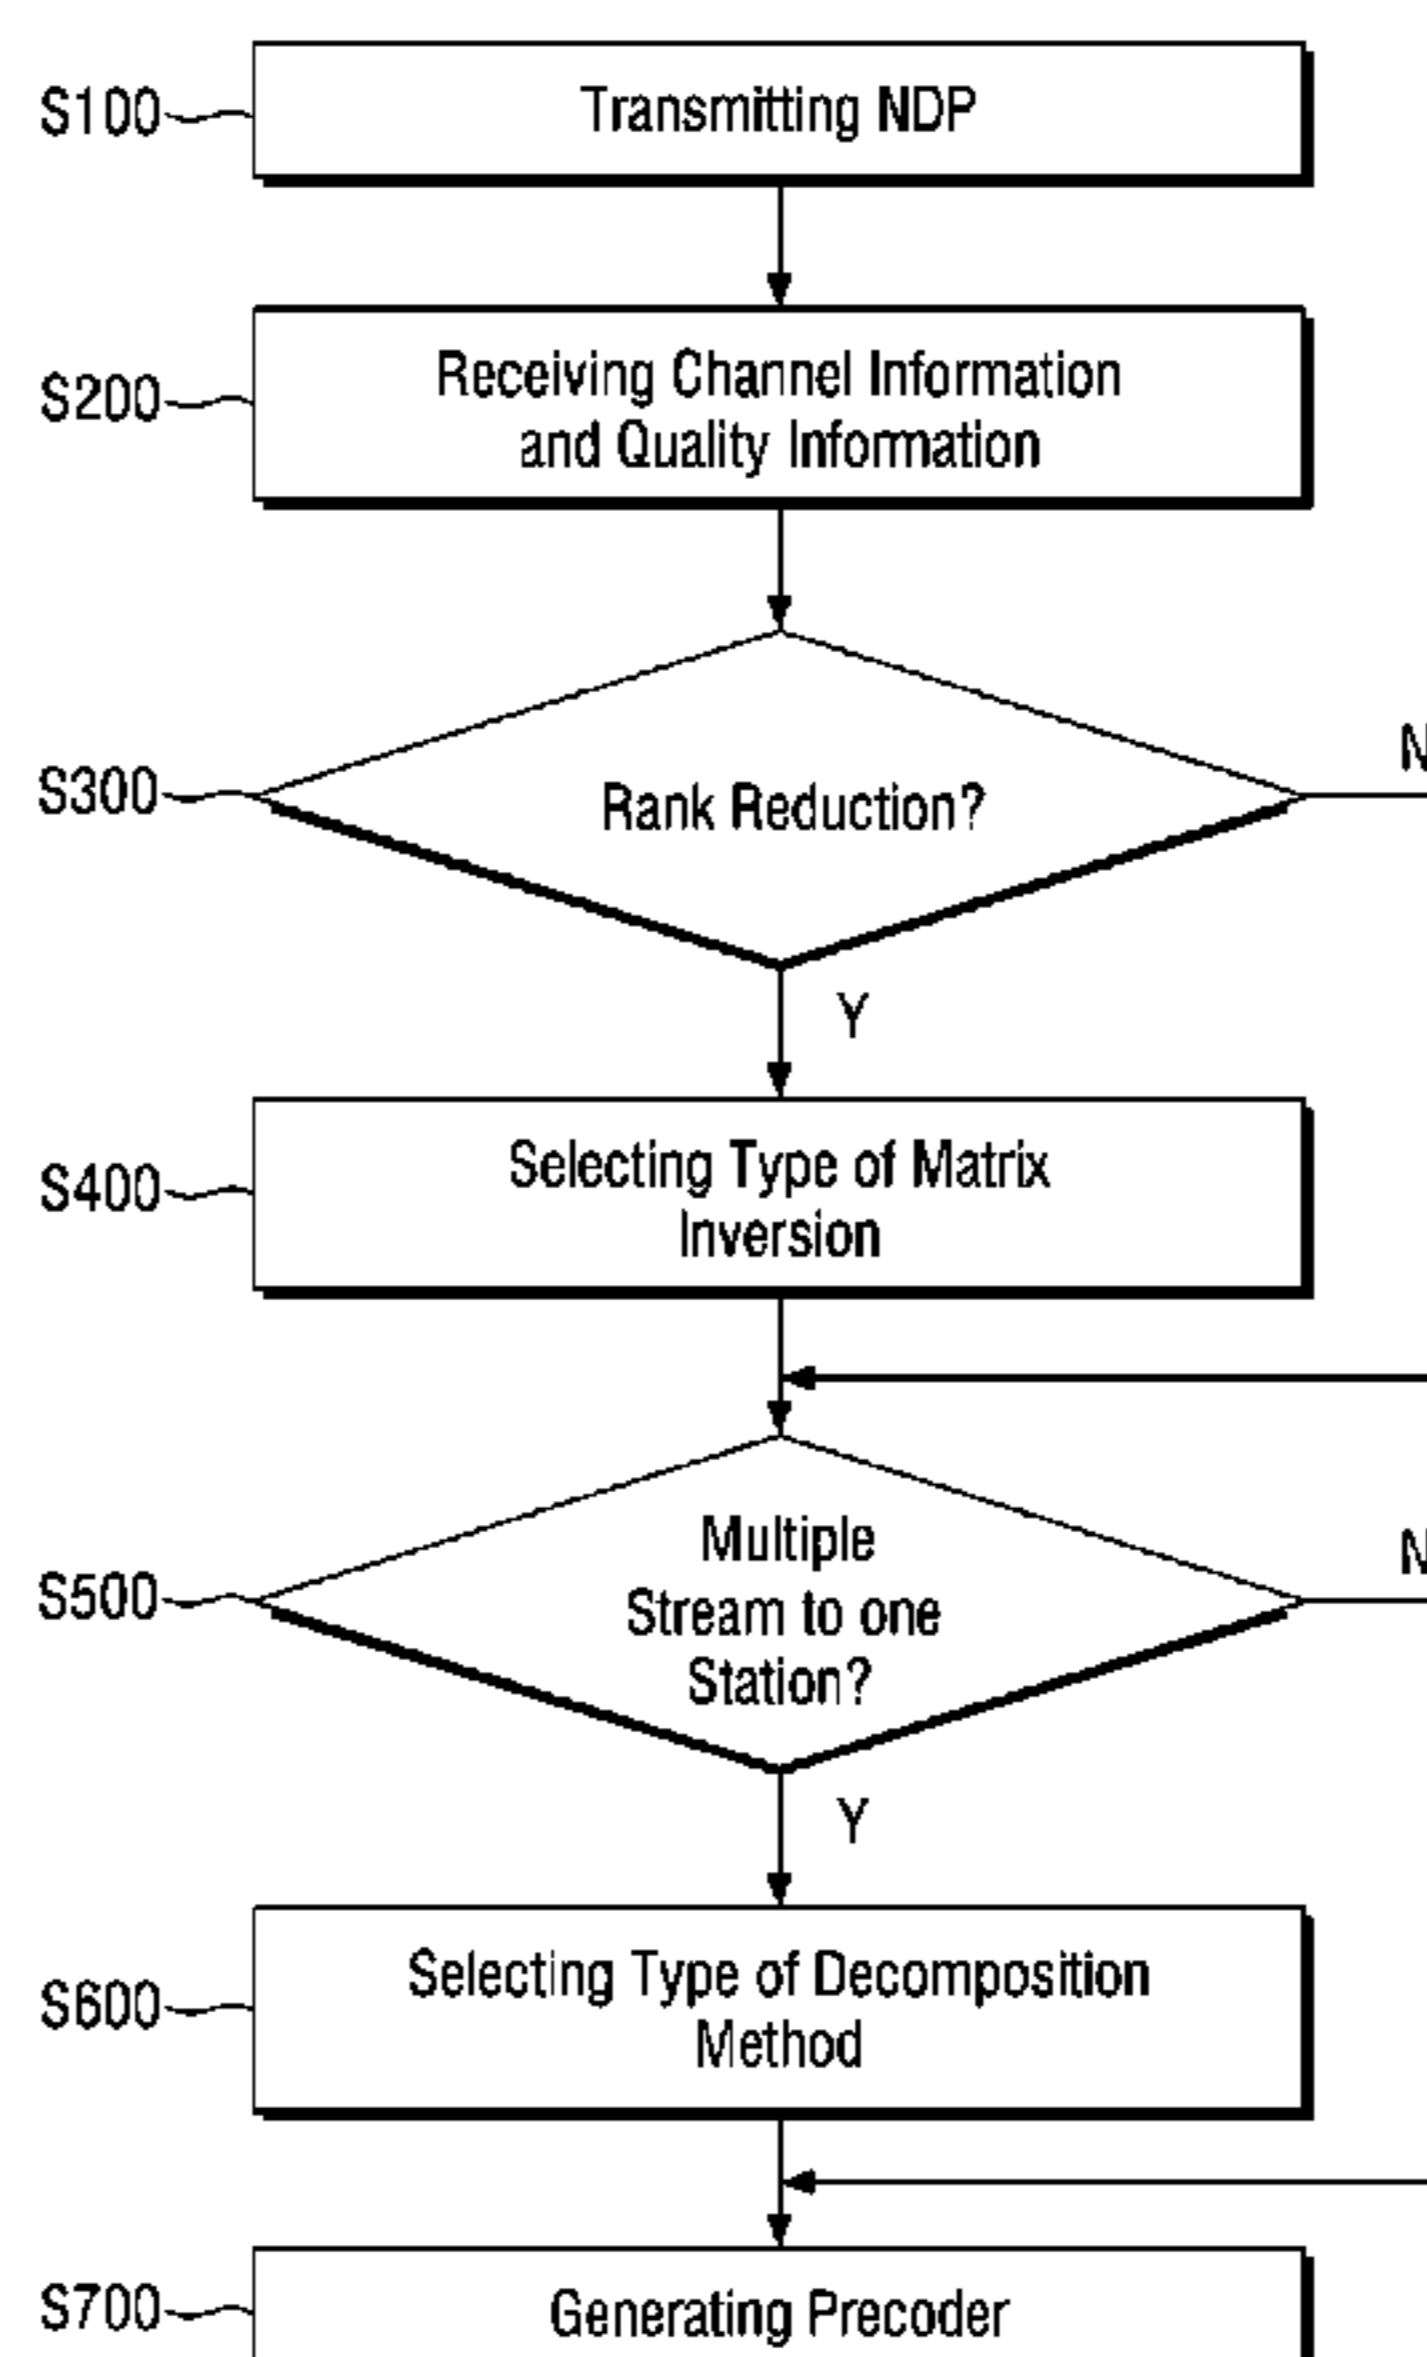 S100
Transmitting NDP
S200
Receiving Channel Information
and Quality Information
S300
Rank Reduction?
N
Y
S400
Selecting Type of Matrix
Inversion
S500
Multiple
Stream to one
Station?
N
Y
S600
Selecting Type of Decomposition
Method
S700
Generating Precoder